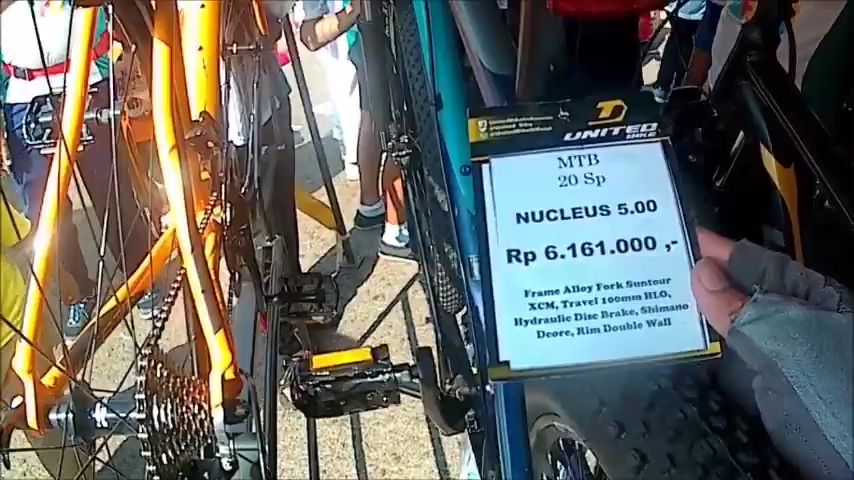 UNITED
BIKE
MTB
20 Sp
NUCLEUS 5.00
Rp 6.161.000,-
Frame Alloy Fork Suntour
XCM, Travel 100mm HLO,
Hydraulic Disc Brake, Shimano
Deore, Rim Double Wall